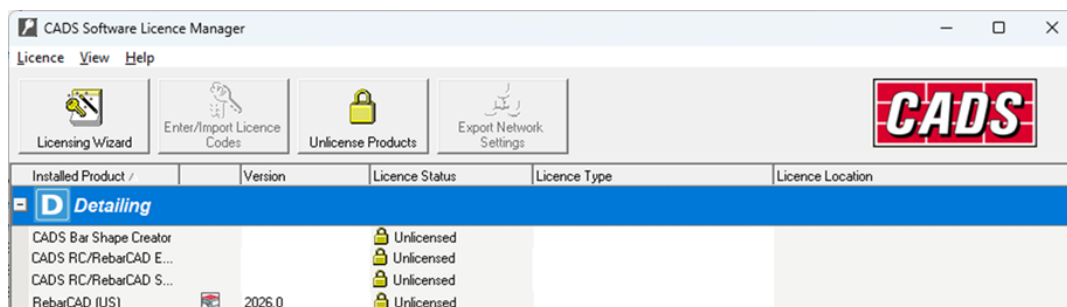 CADS Software Licence Manager
Licence View Help
Licensing Wizard
Enter/Import Licence
Codes
Unlicense Products
Export Network
Settings
CADS
Installed Product Version Licence Status Licence Type Licence Location
D Detailing
CADS Bar Shape Creator Unlicensed
CADS RC/RebarCAD E... Unlicensed
CADS RC/RebarCAD S... Unlicensed
RebarCAD (US) 2026.0 Unlicensed